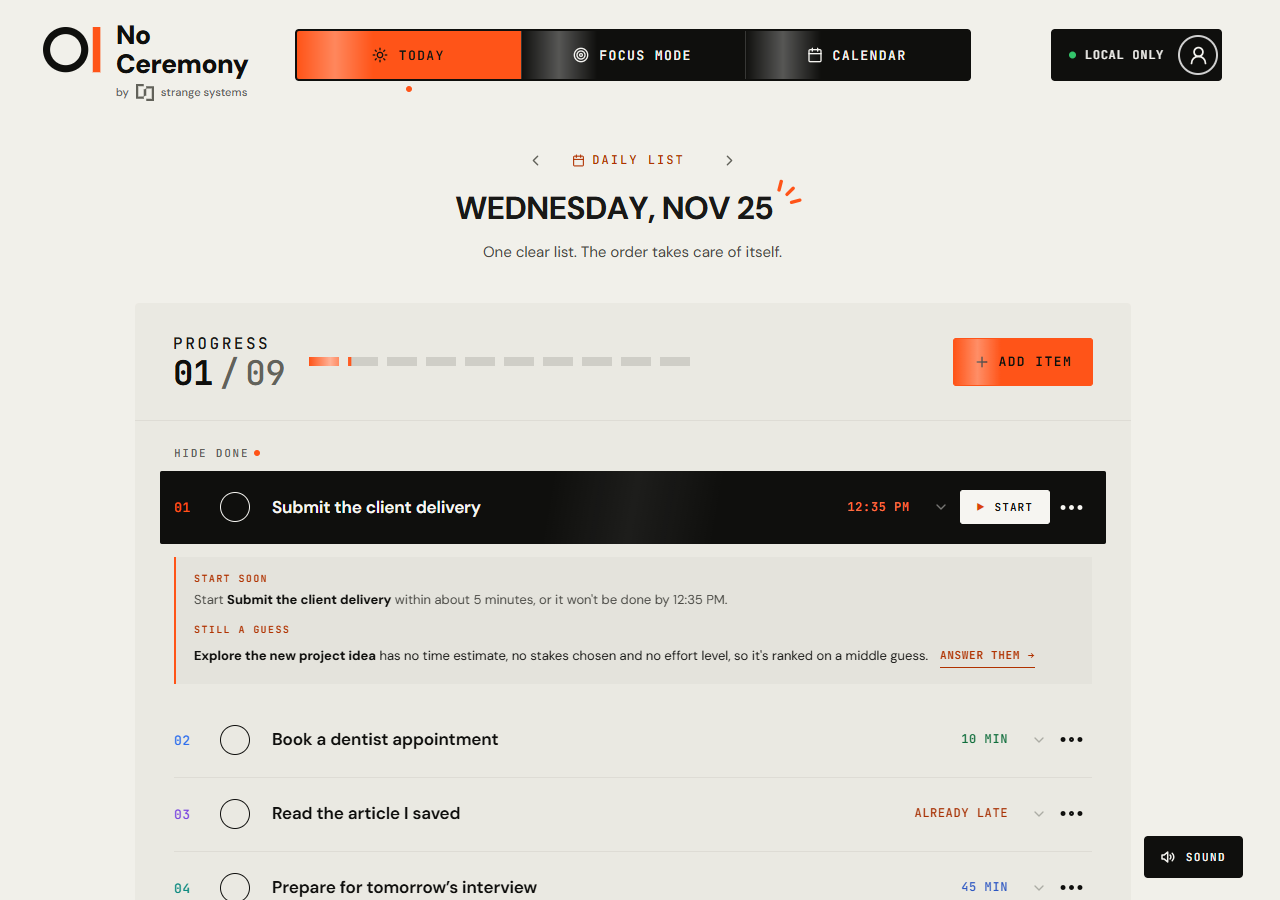 No
Ceremony
by strange systems
TODAY
FOCUS MODE
CALENDAR
LOCAL ONLY
DAILY LIST
WEDNESDAY, NOV 25
One clear list. The order takes care of itself.
PROGRESS
01/09
ADD ITEM
HIDE DONE
01 Submit the client delivery 12:35 PM START
START SOON
Start Submit the client delivery within about 5 minutes, or it won't be done by 12:35 PM.
STILL A GUESS
Explore the new project idea has no time estimate, no stakes chosen and no effort level, so it's ranked on a middle guess. ANSWER THEM →
02 Book a dentist appointment 10 MIN
03 Read the article I saved ALREADY LATE
SOUND
04 Prepare for tomorrow’s interview 45 MIN